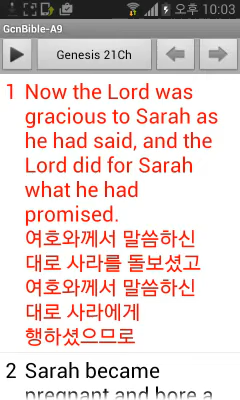 오후 10:03
GcnBible-A9
Genesis 21Ch
1 Now the Lord was
gracious to Sarah as
he had said, and the
Lord did for Sarah
what he had
promised.
여호와께서 말씀하신
대로 사라를 돌보셨고
여호와께서 말씀하신
대로 사라에게
행하셨으므로
2 Sarah became
pregnant and bore a